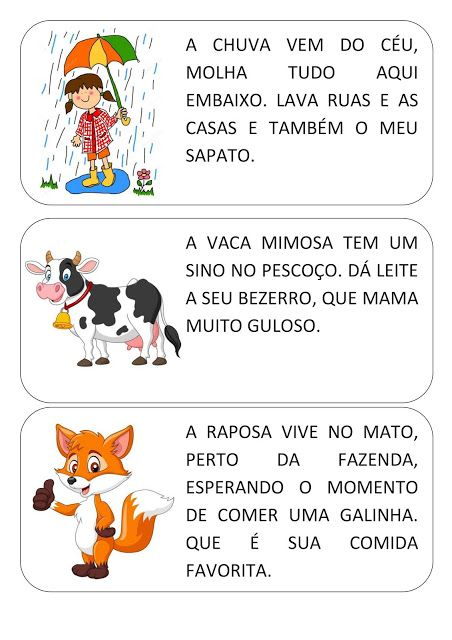 A CHUVA VEM DO CÉU,
MOLHA TUDO AQUI
EMBAIXO. LAVA RUAS E AS
CASAS E TAMBÉM O MEU
SAPATO.
A VACA MIMOSA TEM UM
SINO NO PESCOÇO. DÁ LEITE
A SEU BEZERRO, QUE MAMA
MUITO GULOSO.
A RAPOSA VIVE NO MATO,
PERTO DA FAZENDA,
ESPERANDO O MOMENTO
DE COMER UMA GALINHA.
QUE É SUA COMIDA
FAVORITA.